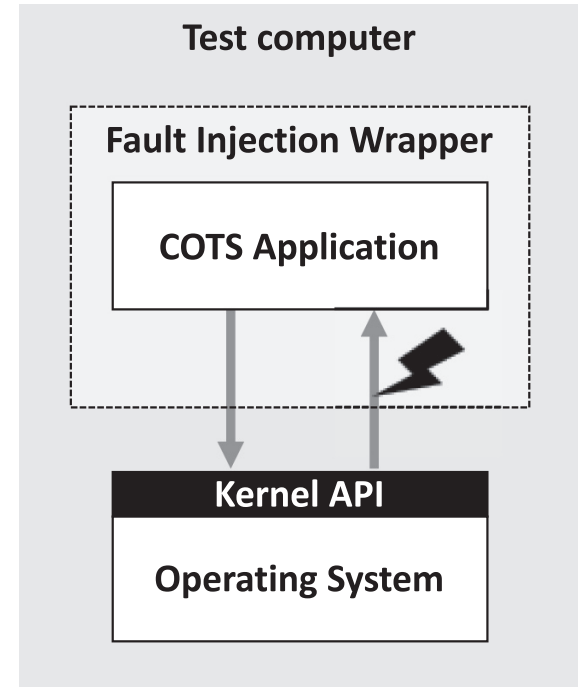 Test computer
Fault Injection Wrapper
COTS Application
Kernel API
Operating System